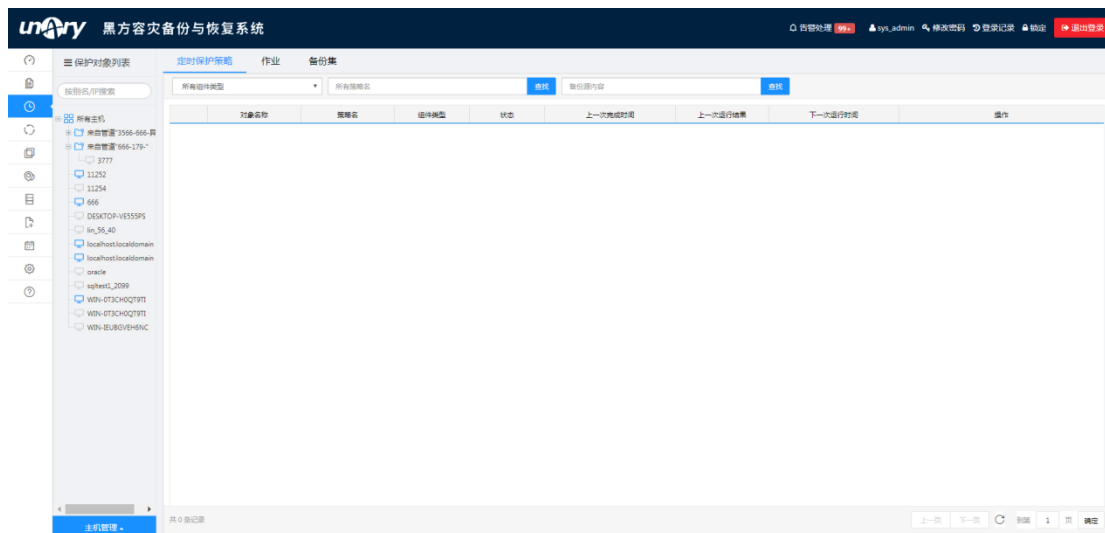 unary 黑方容灾备份与恢复系统
告警处理 99+ sys_admin 修改密码 登录记录 锁定 退出登录
保护对象列表
定时保护策略 作业 备份集
按别名/IP搜索
所有组件类型 所有策略名 查找 备份源内容 查找
对象名称 策略名 组件类型 状态 上一次完成时间 上一次运行结果 下一次运行时间 操作
所有主机
来自管道"3566-666-异
来自管道"666-179-"
3777
11252
11254
666
DESKTOP-VE555PS
lin_56_40
localhost.localdomain
localhost.localdomain
oracle
sqltest1_2099
WIN-0T3CH0QT9TI
WIN-0T3CH0QT9TI
WIN-IEU8GVEH6NC
主机管理
共 0 条记录
上一页 下一页 到第 1 页 确定